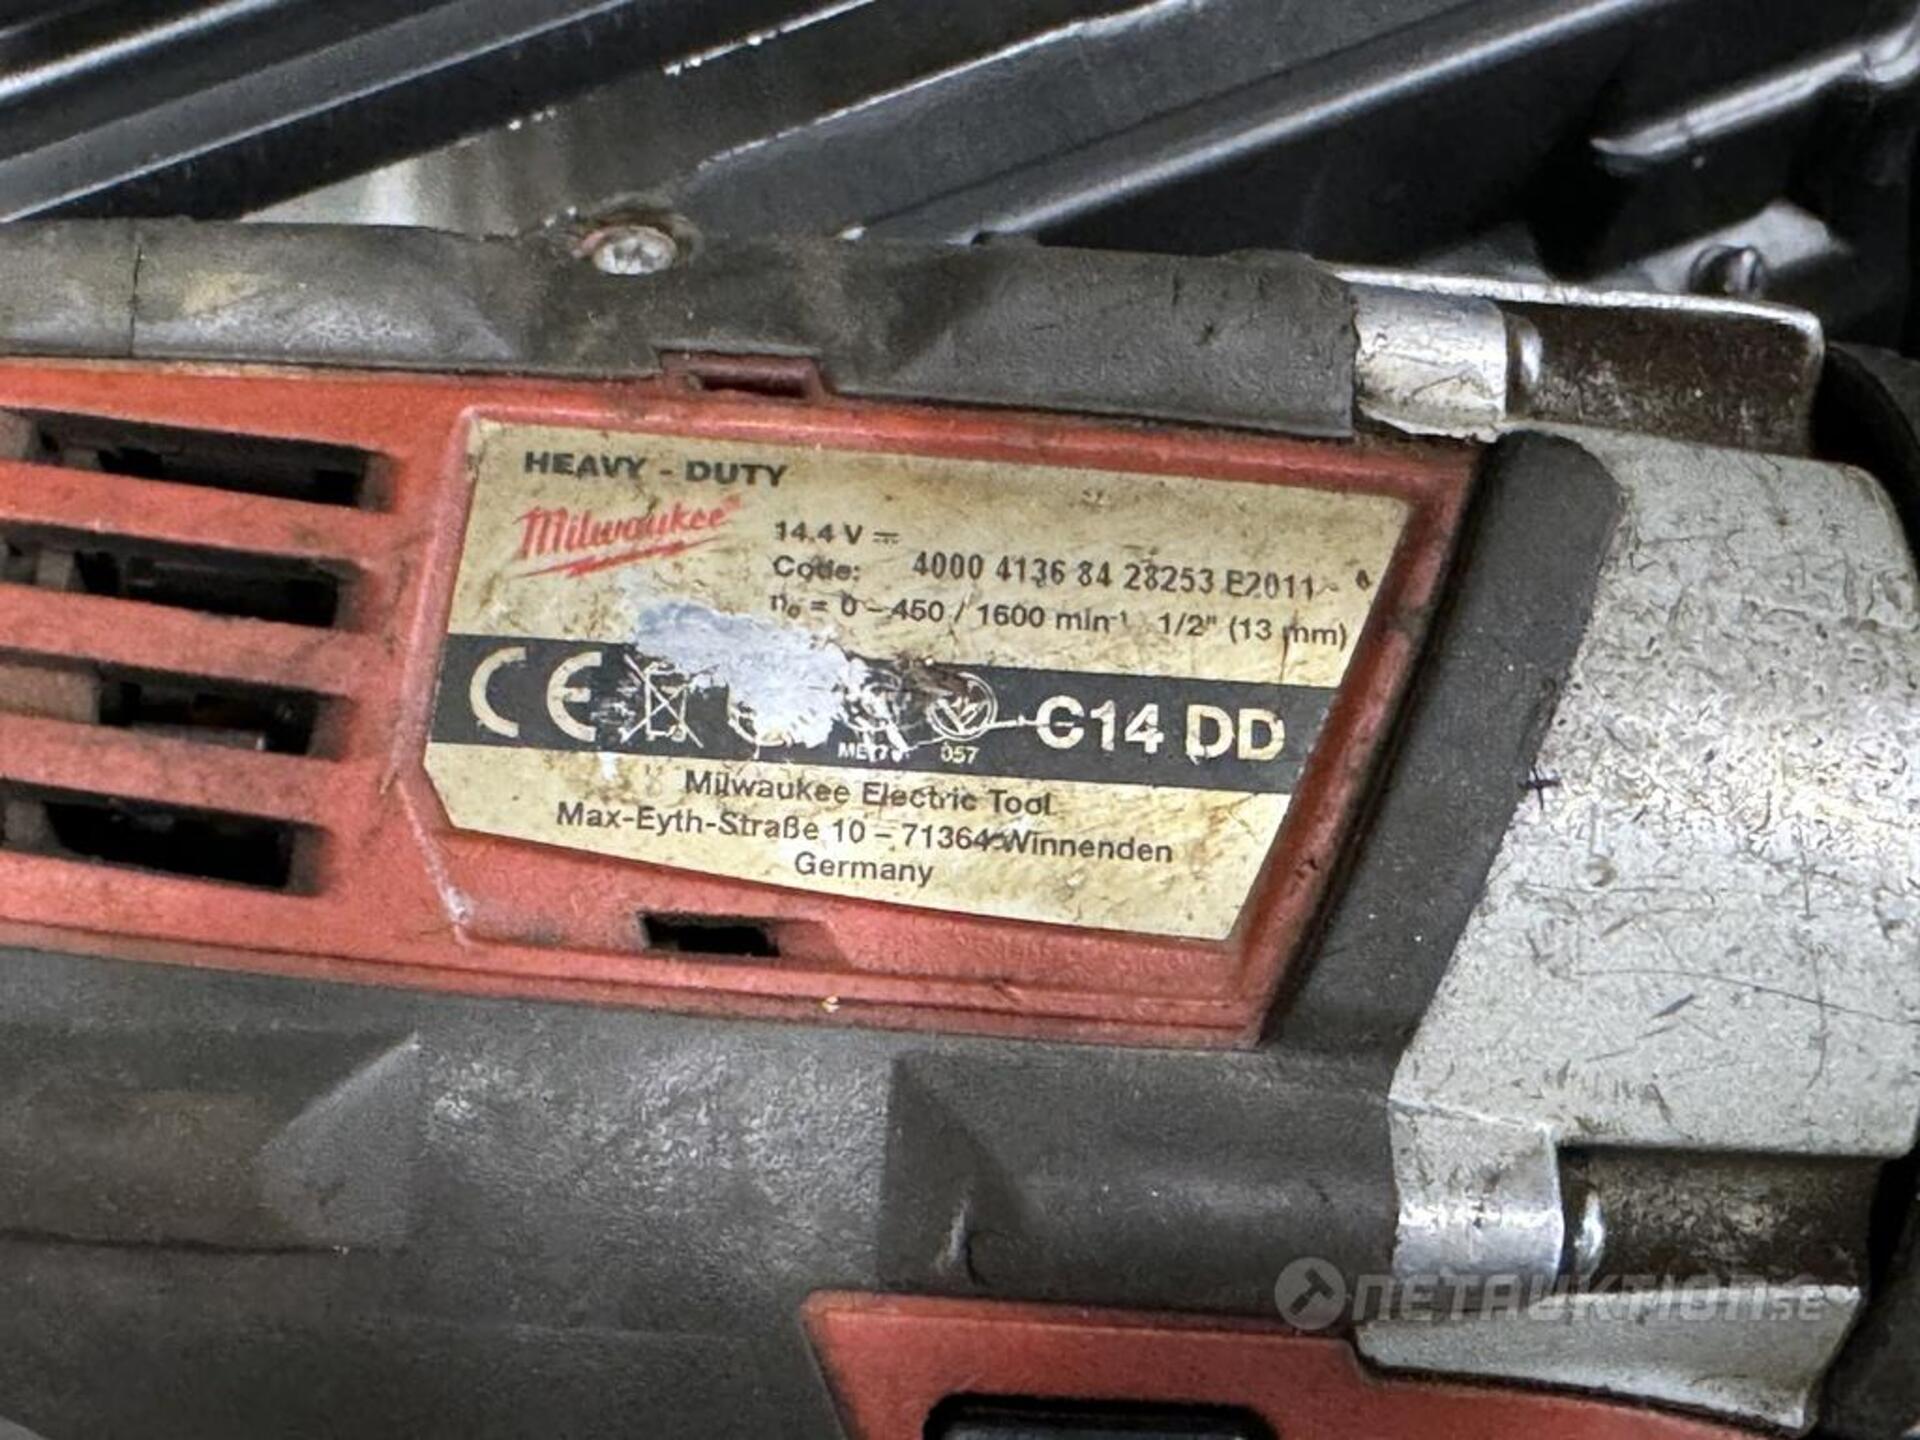 HEAVY - DUTY
Milwaukee®
14.4 V
Code: 4000 4136 84 28253 E2011-
n₀ = 0 – 450 / 1600 min⁻¹ 1/2" (13 mm)
CE
057
C14 DD
Milwaukee Electric Tool
Max-Eyth-Straße 10 – 71364 Winnenden
Germany
NETAUKTION.SE